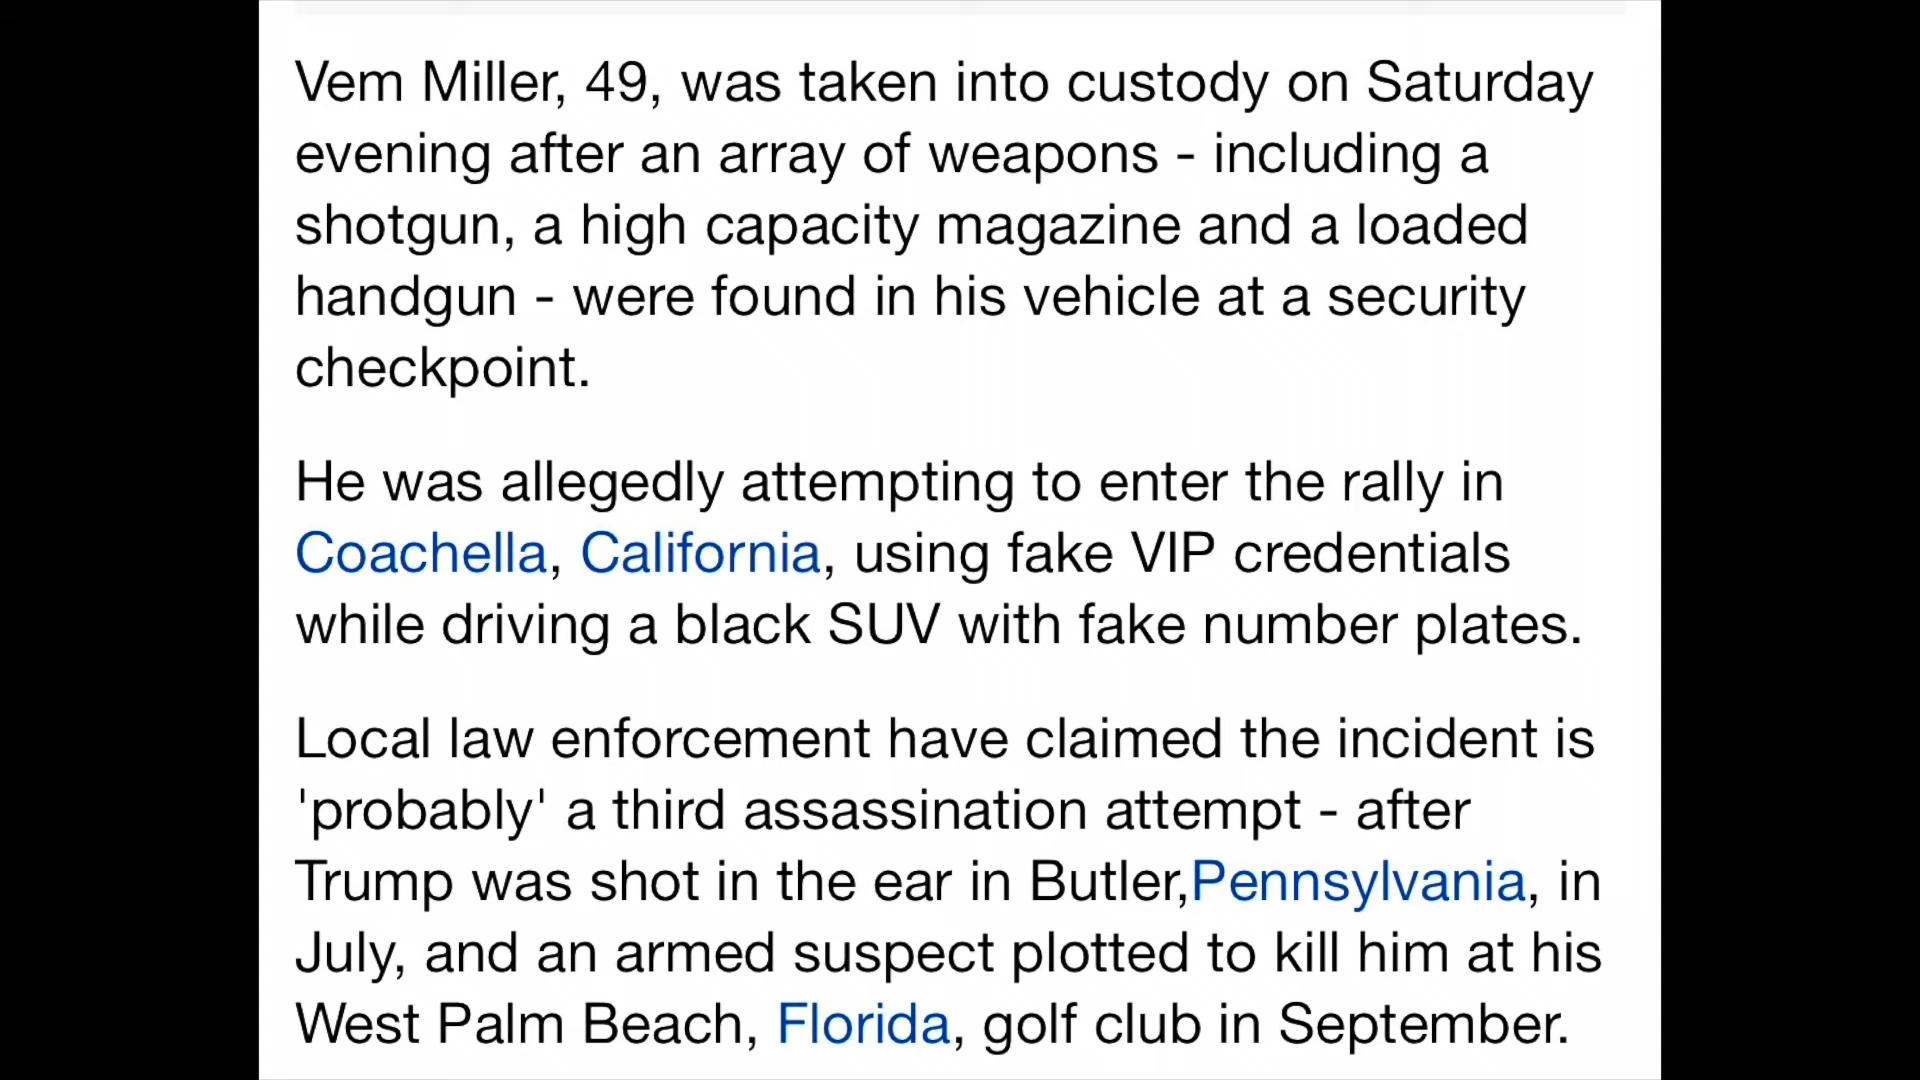 Vem Miller, 49, was taken into custody on Saturday
evening after an array of weapons - including a
shotgun, a high capacity magazine and a loaded
handgun - were found in his vehicle at a security
checkpoint.
He was allegedly attempting to enter the rally in
Coachella, California, using fake VIP credentials
while driving a black SUV with fake number plates.
Local law enforcement have claimed the incident is
'probably' a third assassination attempt - after
Trump was shot in the ear in Butler,Pennsylvania, in
July, and an armed suspect plotted to kill him at his
West Palm Beach, Florida, golf club in September.